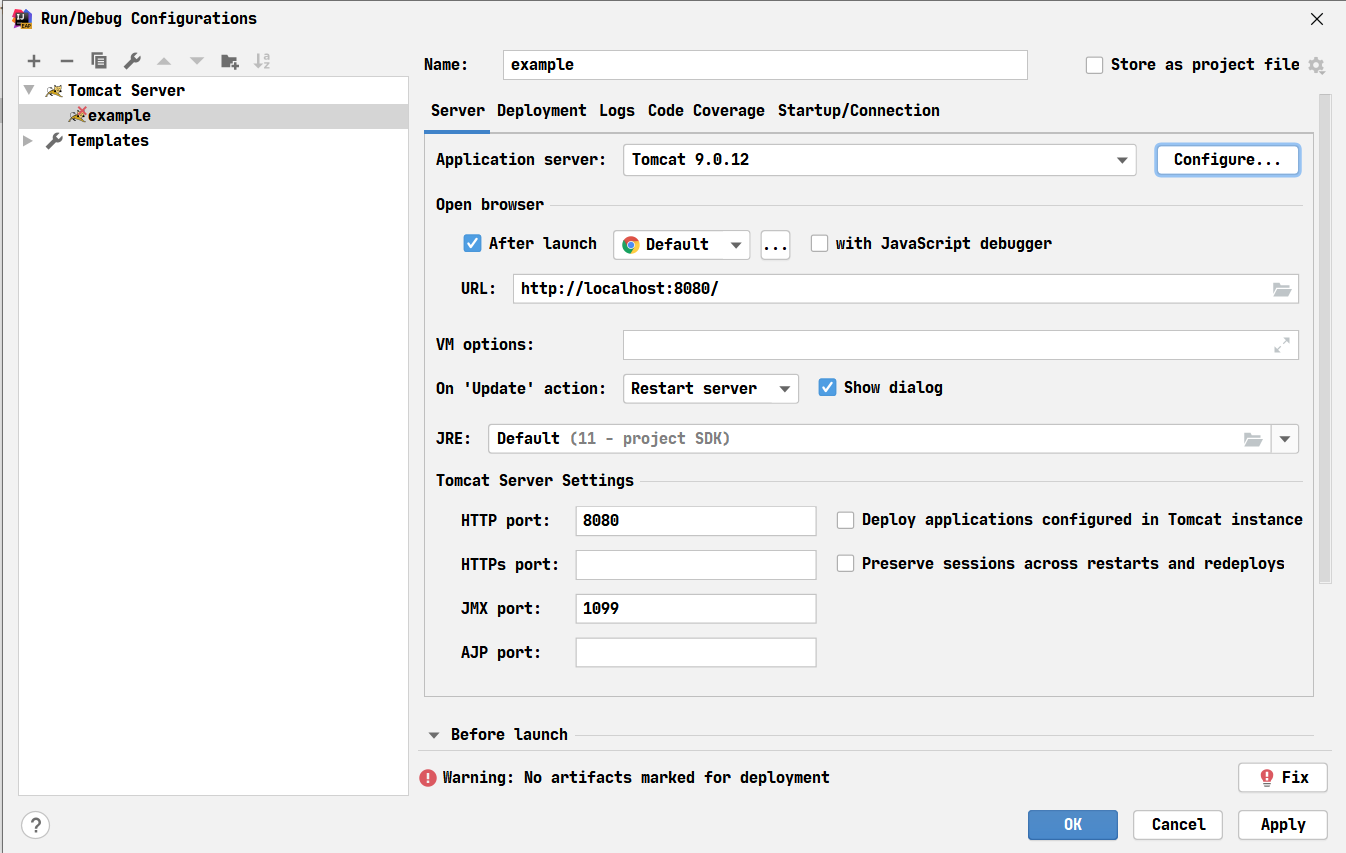 Run/Debug Configurations
Tomcat Server
example
Templates
Name: example
Store as project file
Server Deployment Logs Code Coverage Startup/Connection
Application server: Tomcat 9.0.12 Configure...
Open browser
After launch Default ... with JavaScript debugger
URL: http://localhost:8080/
VM options:
On 'Update' action: Restart server Show dialog
JRE: Default (11 - project SDK)
Tomcat Server Settings
HTTP port: 8080 Deploy applications configured in Tomcat instance
HTTPs port: Preserve sessions across restarts and redeploys
JMX port: 1099
AJP port:
Before launch
Warning: No artifacts marked for deployment Fix
? OK Cancel Apply